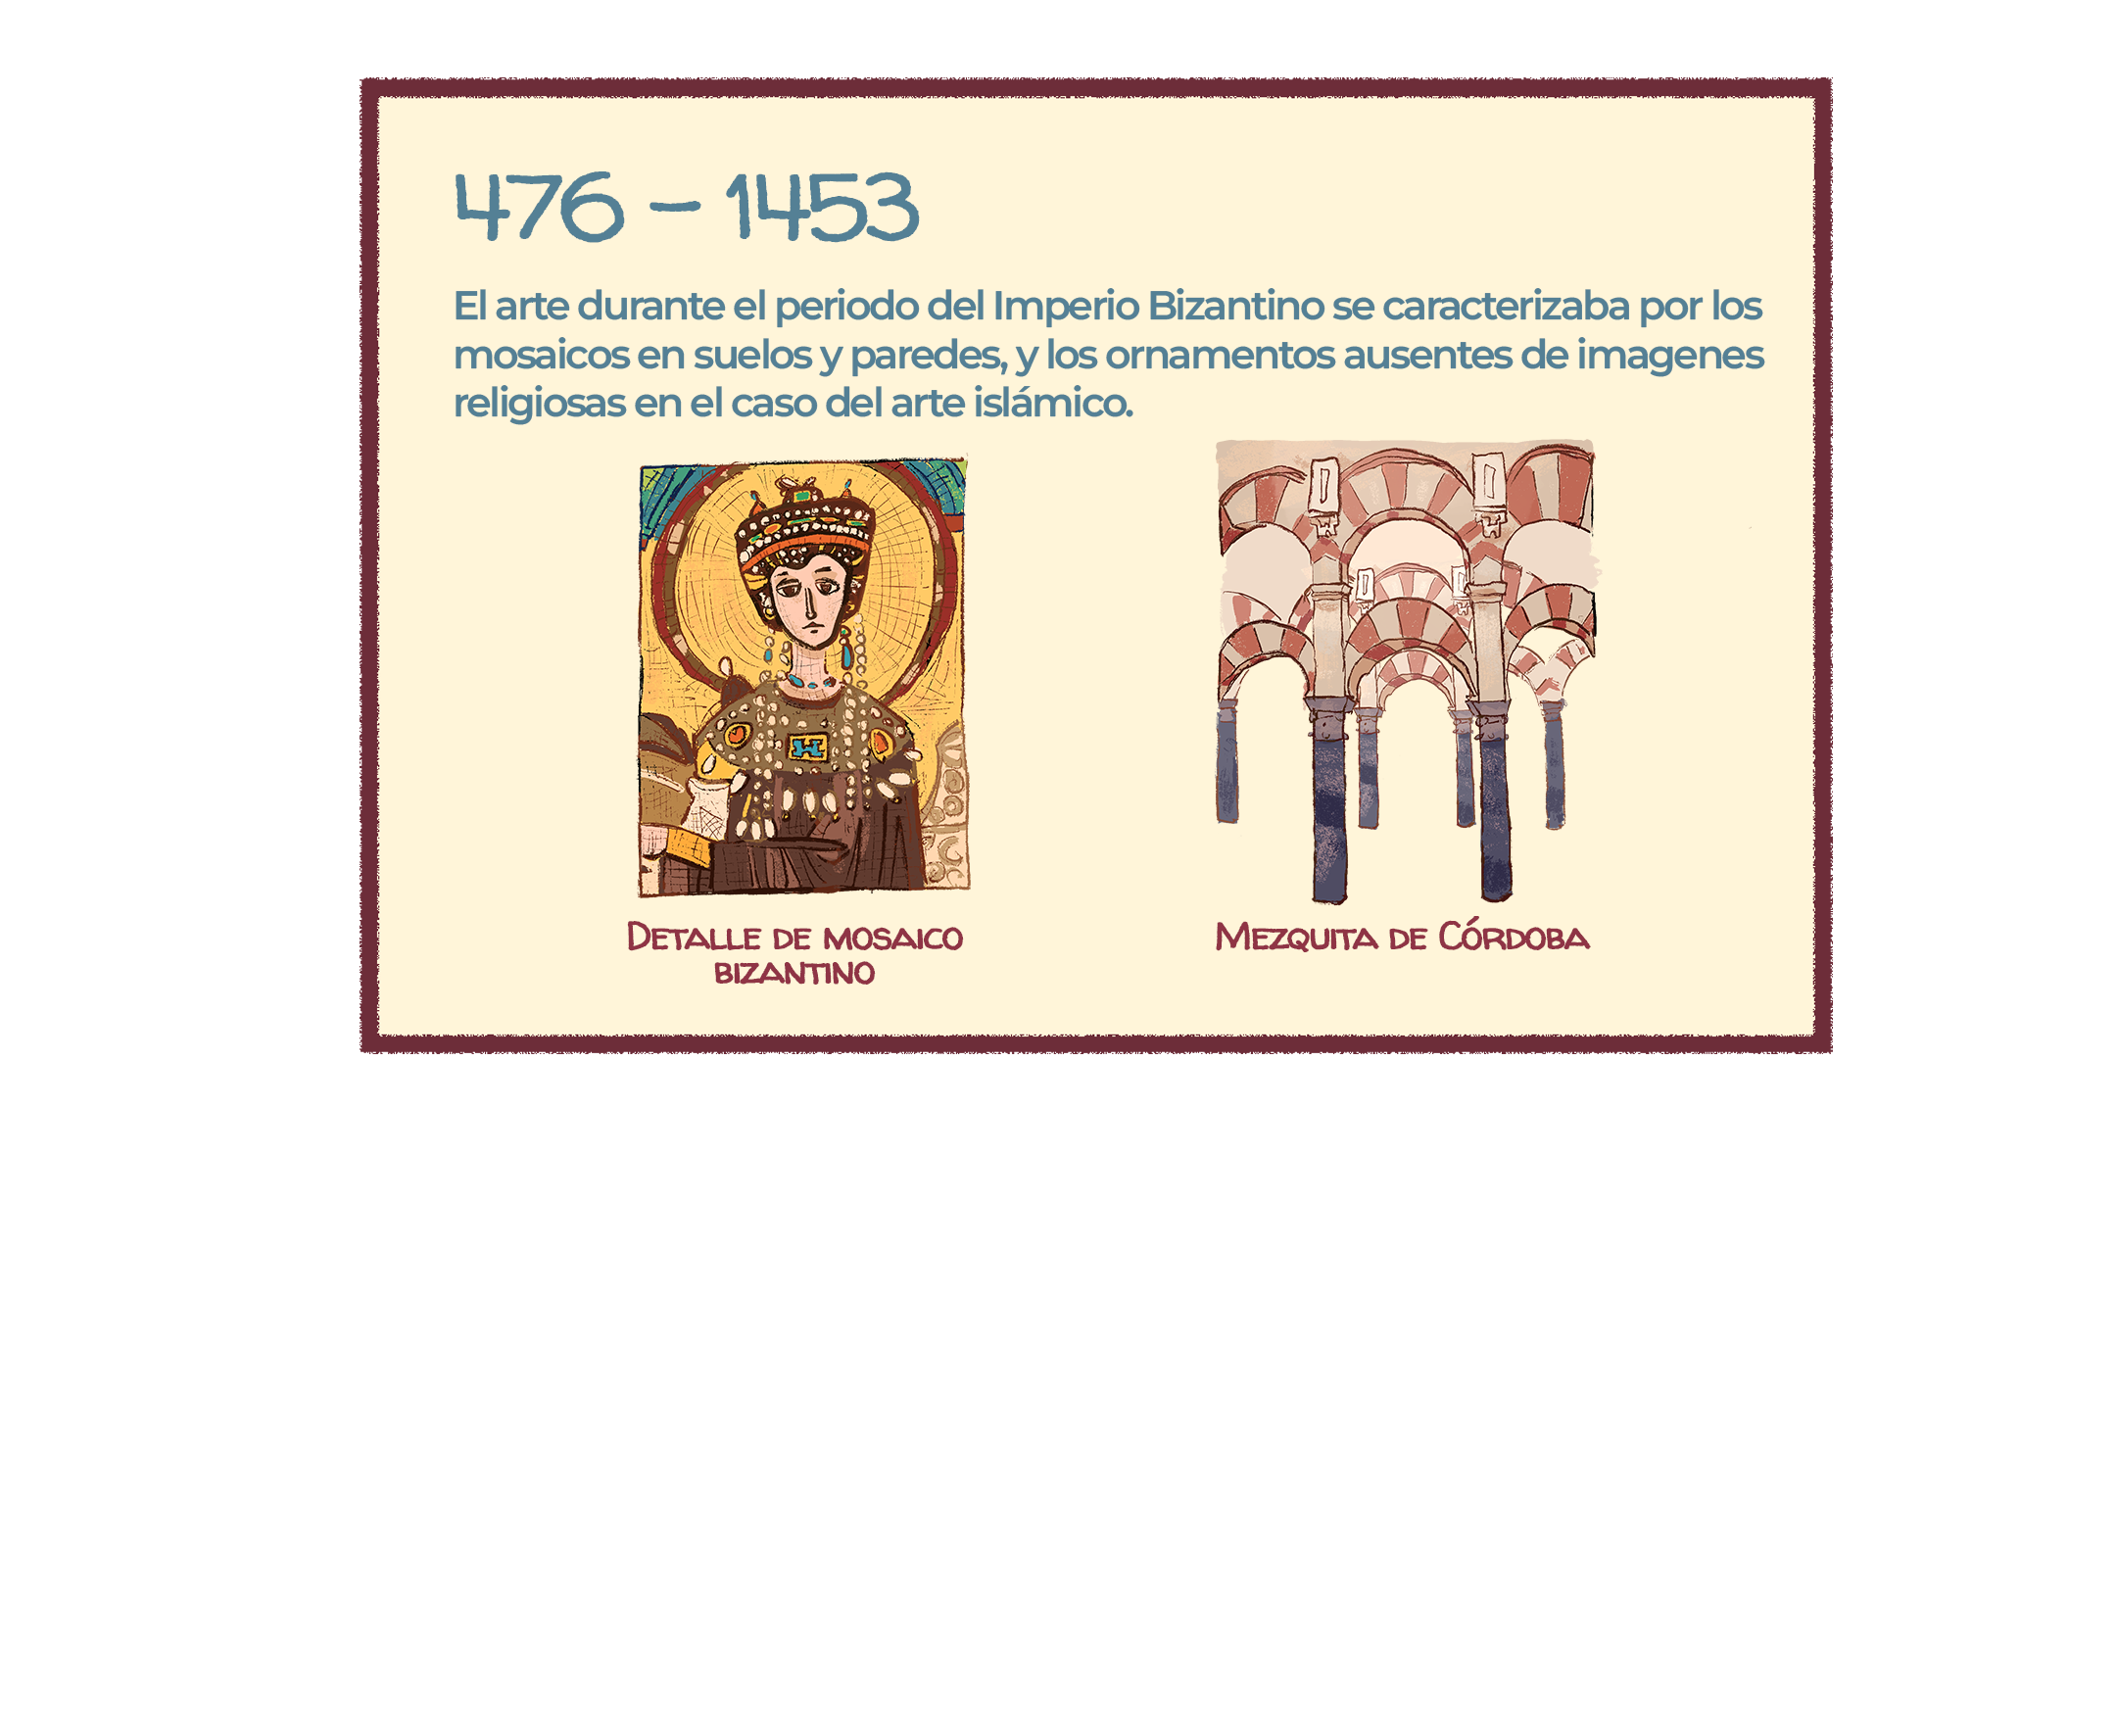 476 – 1453
El arte durante el periodo del Imperio Bizantino se caracterizaba por los
mosaicos en suelos y paredes, y los ornamentos ausentes de imagenes
religiosas en el caso del arte islámico.
Detalle de mosaico
bizantino
Mezquita de Córdoba